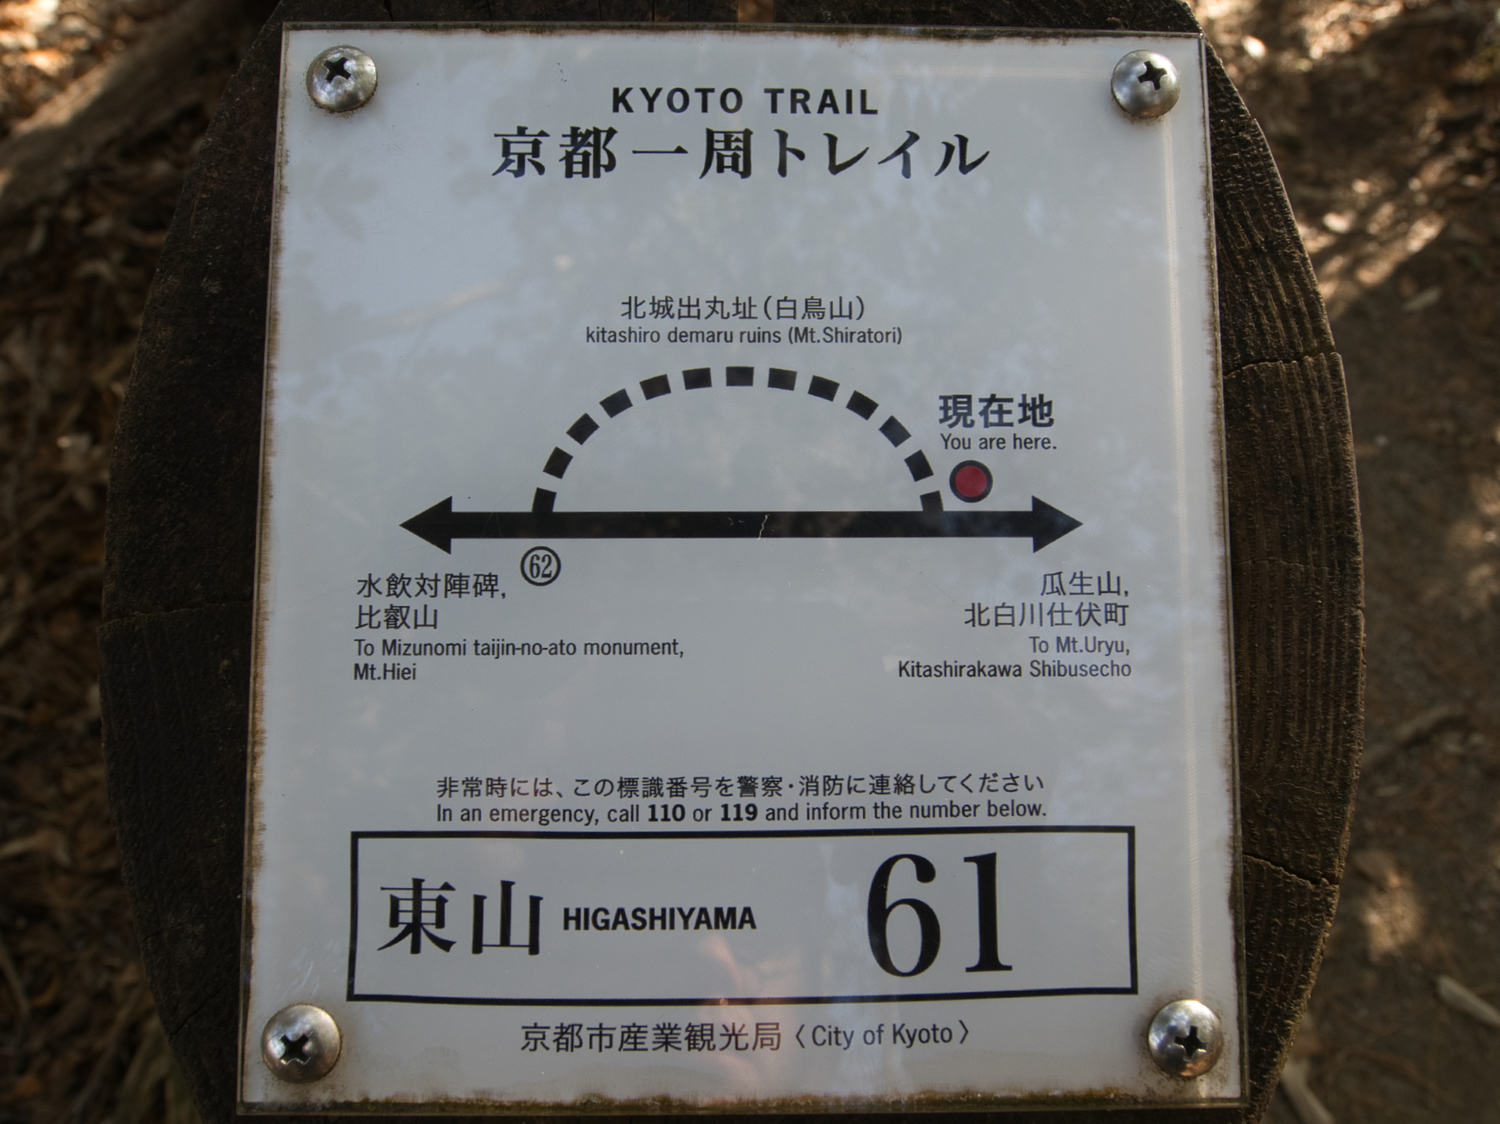 KYOTO TRAIL
京都一周トレイル
北城出丸址（白鳥山）
kitashiro demaru ruins (Mt.Shiratori)
現在地
You are here.
62
水飲対陣碑,
比叡山
To Mizunomi taijin-no-ato monument,
Mt.Hiei
瓜生山,
北白川仕伏町
To Mt.Uryu,
Kitashirakawa Shibusecho
非常時には、この標識番号を警察・消防に連絡してください
In an emergency, call 110 or 119 and inform the number below.
東山 HIGASHIYAMA 61
京都市産業観光局〈City of Kyoto〉